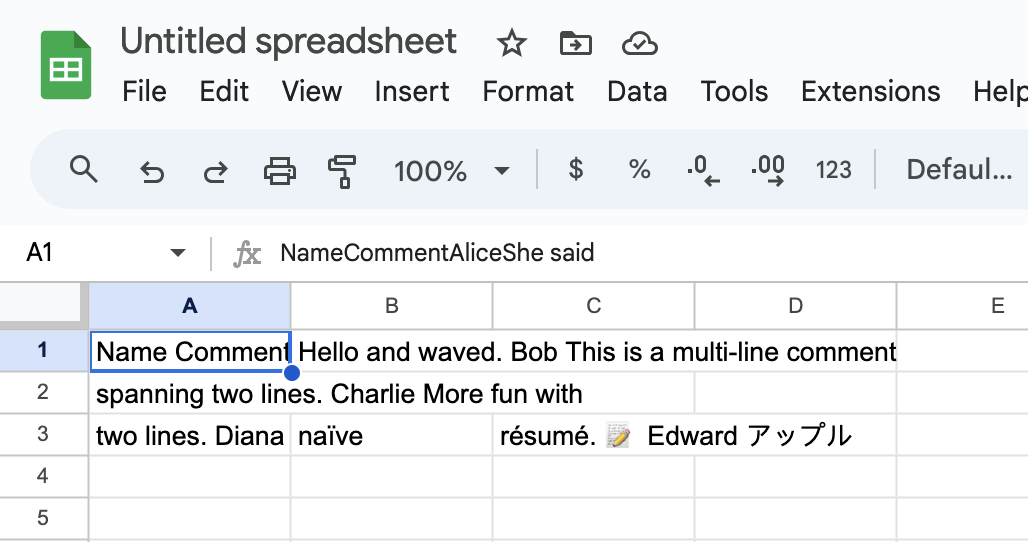 Untitled spreadsheet
File Edit View Insert Format Data Tools Extensions Help
100% $ % .0 .00 123 Defaul...
A1 fx NameCommentAliceShe said
A B C D E
1 Name Comment Hello and waved. Bob This is a multi-line comment
2 spanning two lines. Charlie More fun with
3 two lines. Diana naïve résumé. 📝 Edward アップル
4
5